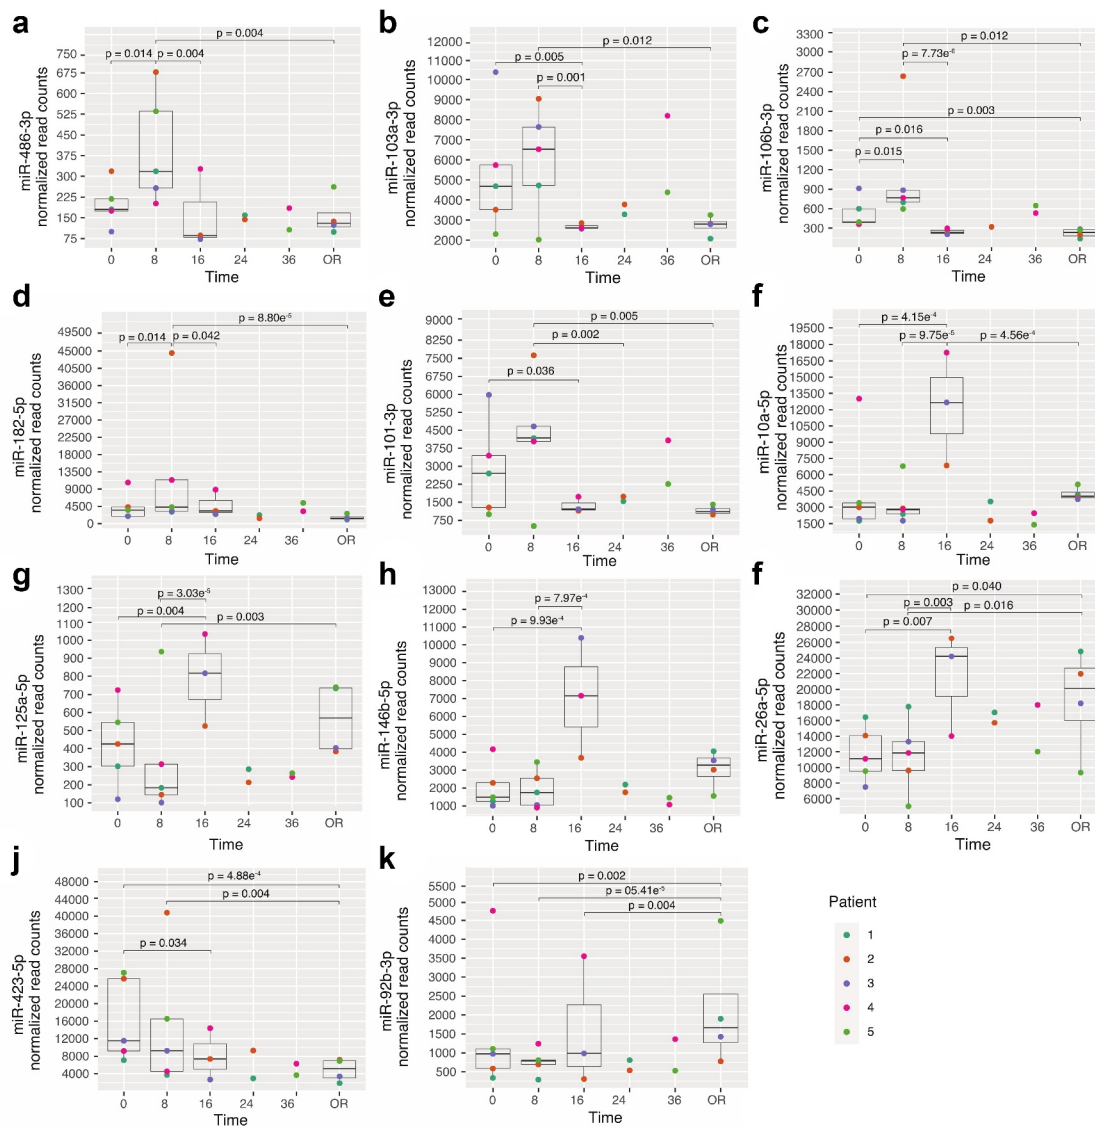 a
miR-486-3p
normalized read counts
750
675
600
525
450
375
300
225
150
75
p = 0.004
p = 0.014
p = 0.004
0
8
16
24
36
OR
Time
b
miR-103a-3p
normalized read counts
12000
11000
10000
9000
8000
7000
6000
5000
4000
3000
2000
p = 0.012
p = 0.005
p = 0.001
0
8
16
24
36
OR
Time
c
miR-106b-3p
normalized read counts
3300
3000
2700
2400
2100
1800
1500
1200
900
600
300
p = 0.012
p = 7.73e-6
p = 0.003
p = 0.016
p = 0.015
0
8
16
24
36
OR
Time
d
miR-182-5p
normalized read counts
49500
45000
40500
36000
31500
27000
22500
18000
13500
9000
4500
0
p = 8.80e-5
p = 0.014
p = 0.042
0
8
16
24
36
OR
Time
e
miR-101-3p
normalized read counts
9000
8250
7500
6750
6000
5250
4500
3750
3000
2250
1500
750
p = 0.005
p = 0.002
p = 0.036
0
8
16
24
36
OR
Time
f
miR-10a-5p
normalized read counts
19500
18000
16500
15000
13500
12000
10500
9000
7500
6000
4500
3000
1500
p = 4.15e-4
p = 9.75e-5
p = 4.56e-4
0
8
16
24
36
OR
Time
g
miR-125a-5p
normalized read counts
1300
1200
1100
1000
900
800
700
600
500
400
300
200
100
p = 3.03e-5
p = 0.004
p = 0.003
0
8
16
24
36
OR
Time
h
miR-146b-5p
normalized read counts
13000
12000
11000
10000
9000
8000
7000
6000
5000
4000
3000
2000
1000
p = 7.97e-4
p = 9.93e-4
0
8
16
24
36
OR
Time
f
miR-26a-5p
normalized read counts
32000
30000
28000
26000
24000
22000
20000
18000
16000
14000
12000
10000
8000
6000
p = 0.040
p = 0.003
p = 0.016
p = 0.007
0
8
16
24
36
OR
Time
j
miR-423-5p
normalized read counts
48000
44000
40000
36000
32000
28000
24000
20000
16000
12000
8000
4000
p = 4.88e-4
p = 0.004
p = 0.034
0
8
16
24
36
OR
Time
k
miR-92b-3p
normalized read counts
5500
5000
4500
4000
3500
3000
2500
2000
1500
1000
500
p = 0.002
p = 05.41e-5
p = 0.004
0
8
16
24
36
OR
Time
Patient
1
2
3
4
5